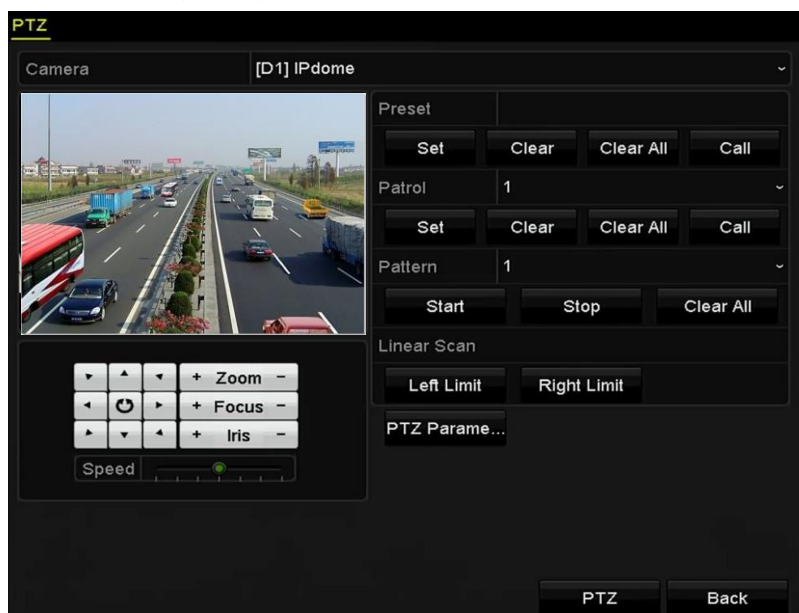 PTZ
Camera [D1] IPdome
Preset
Set Clear Clear All Call
Patrol 1
Set Clear Clear All Call
Pattern 1
Start Stop Clear All
Linear Scan
Left Limit Right Limit
PTZ Parame...
+ Zoom −
+ Focus −
+ Iris −
Speed
PTZ Back